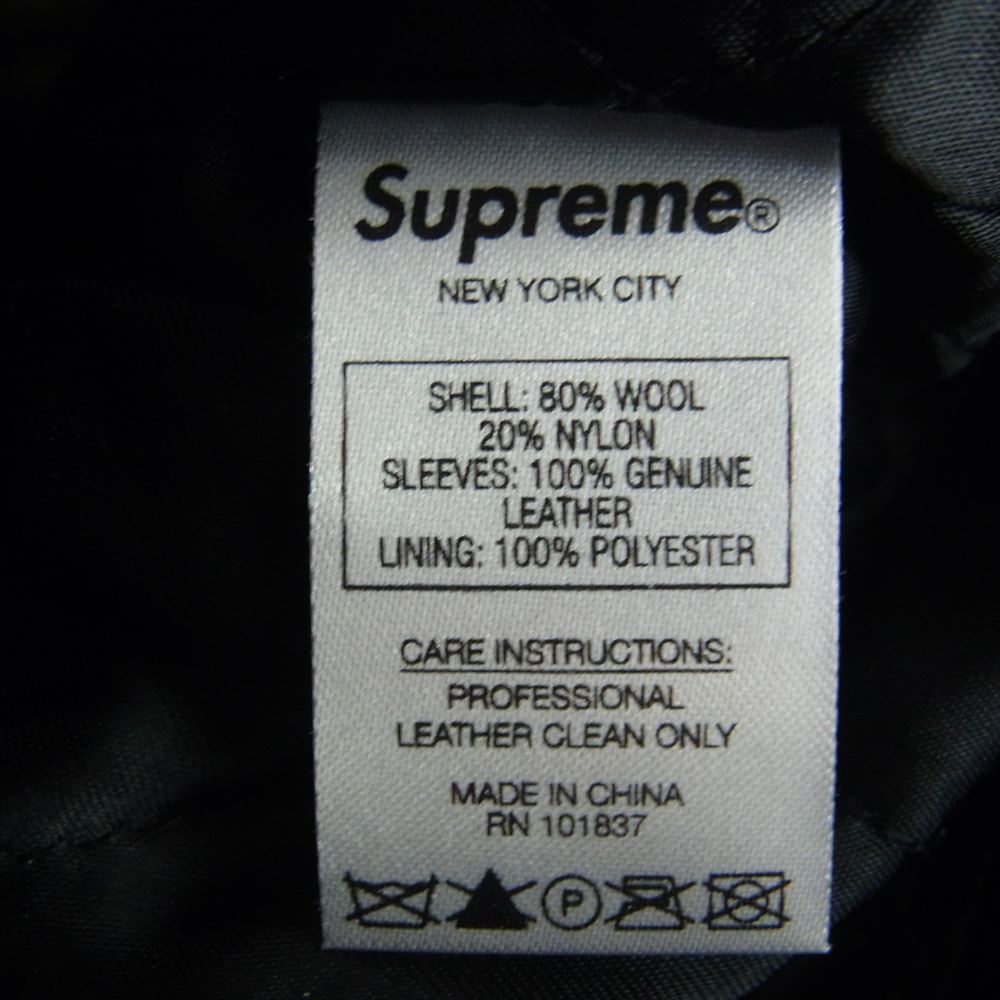 Supreme®
NEW YORK CITY
SHELL: 80% WOOL
20% NYLON
SLEEVES: 100% GENUINE
LEATHER
LINING: 100% POLYESTER
CARE INSTRUCTIONS:
PROFESSIONAL
LEATHER CLEAN ONLY
MADE IN CHINA
RN 101837
P